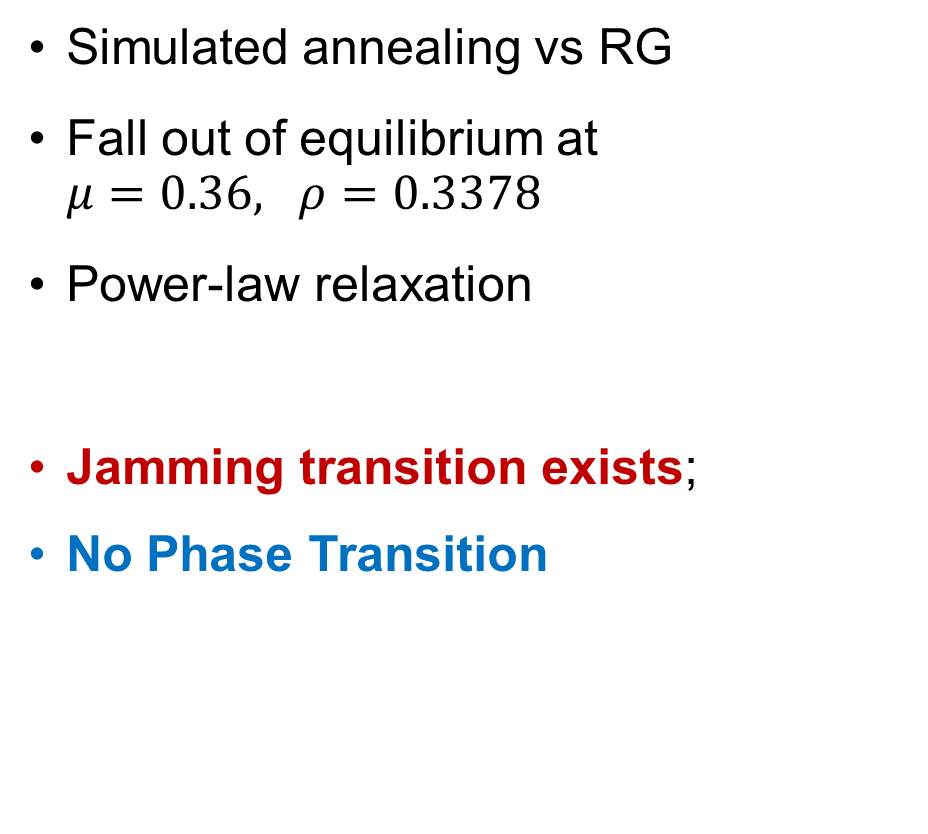 • Simulated annealing vs RG
• Fall out of equilibrium at
𝜇 = 0.36, 𝜌 = 0.3378
• Power-law relaxation
• Jamming transition exists;
• No Phase Transition